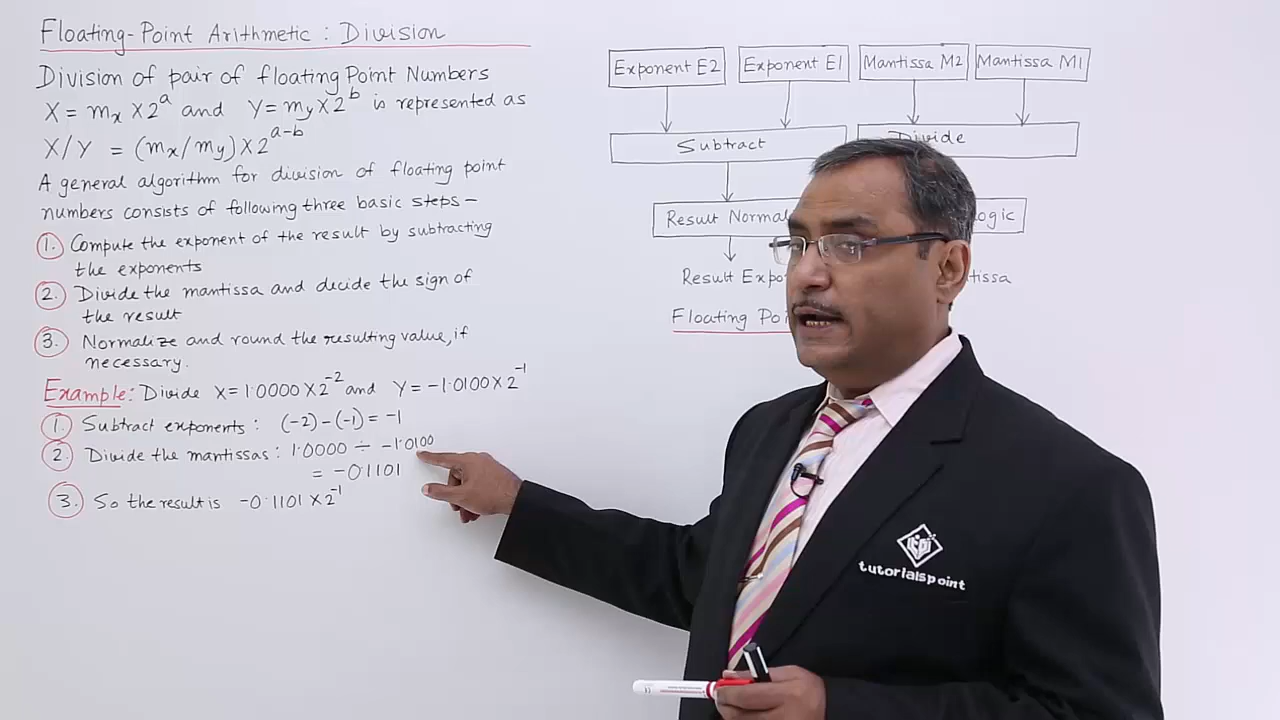 Floating-Point Arithmetic : Division
Division of pair of floating Point Numbers
X = mx × 2^a and Y = my × 2^b is represented as
X/Y = (mx/my) × 2^a-b
A general algorithm for division of floating point
numbers consists of following three basic steps –
1. Compute the exponent of the result by subtracting
the exponents
2. Divide the mantissa and decide the sign of
the result
3. Normalize and round the resulting value, if
necessary.
Example: Divide X = 1.0000 × 2^-2 and Y = -1.0100 × 2^-1
1. Subtract exponents : (-2) - (-1) = -1
2. Divide the mantissas : 1.0000 ÷ -1.0100
= -0.1101
3. So the result is -0.1101 × 2^-1
Exponent E2 Exponent E1 Mantissa M2 Mantissa M1
Subtract Divide
Result Normal ogic
Result Expo tissa
Floating Poi
tutorialspoint